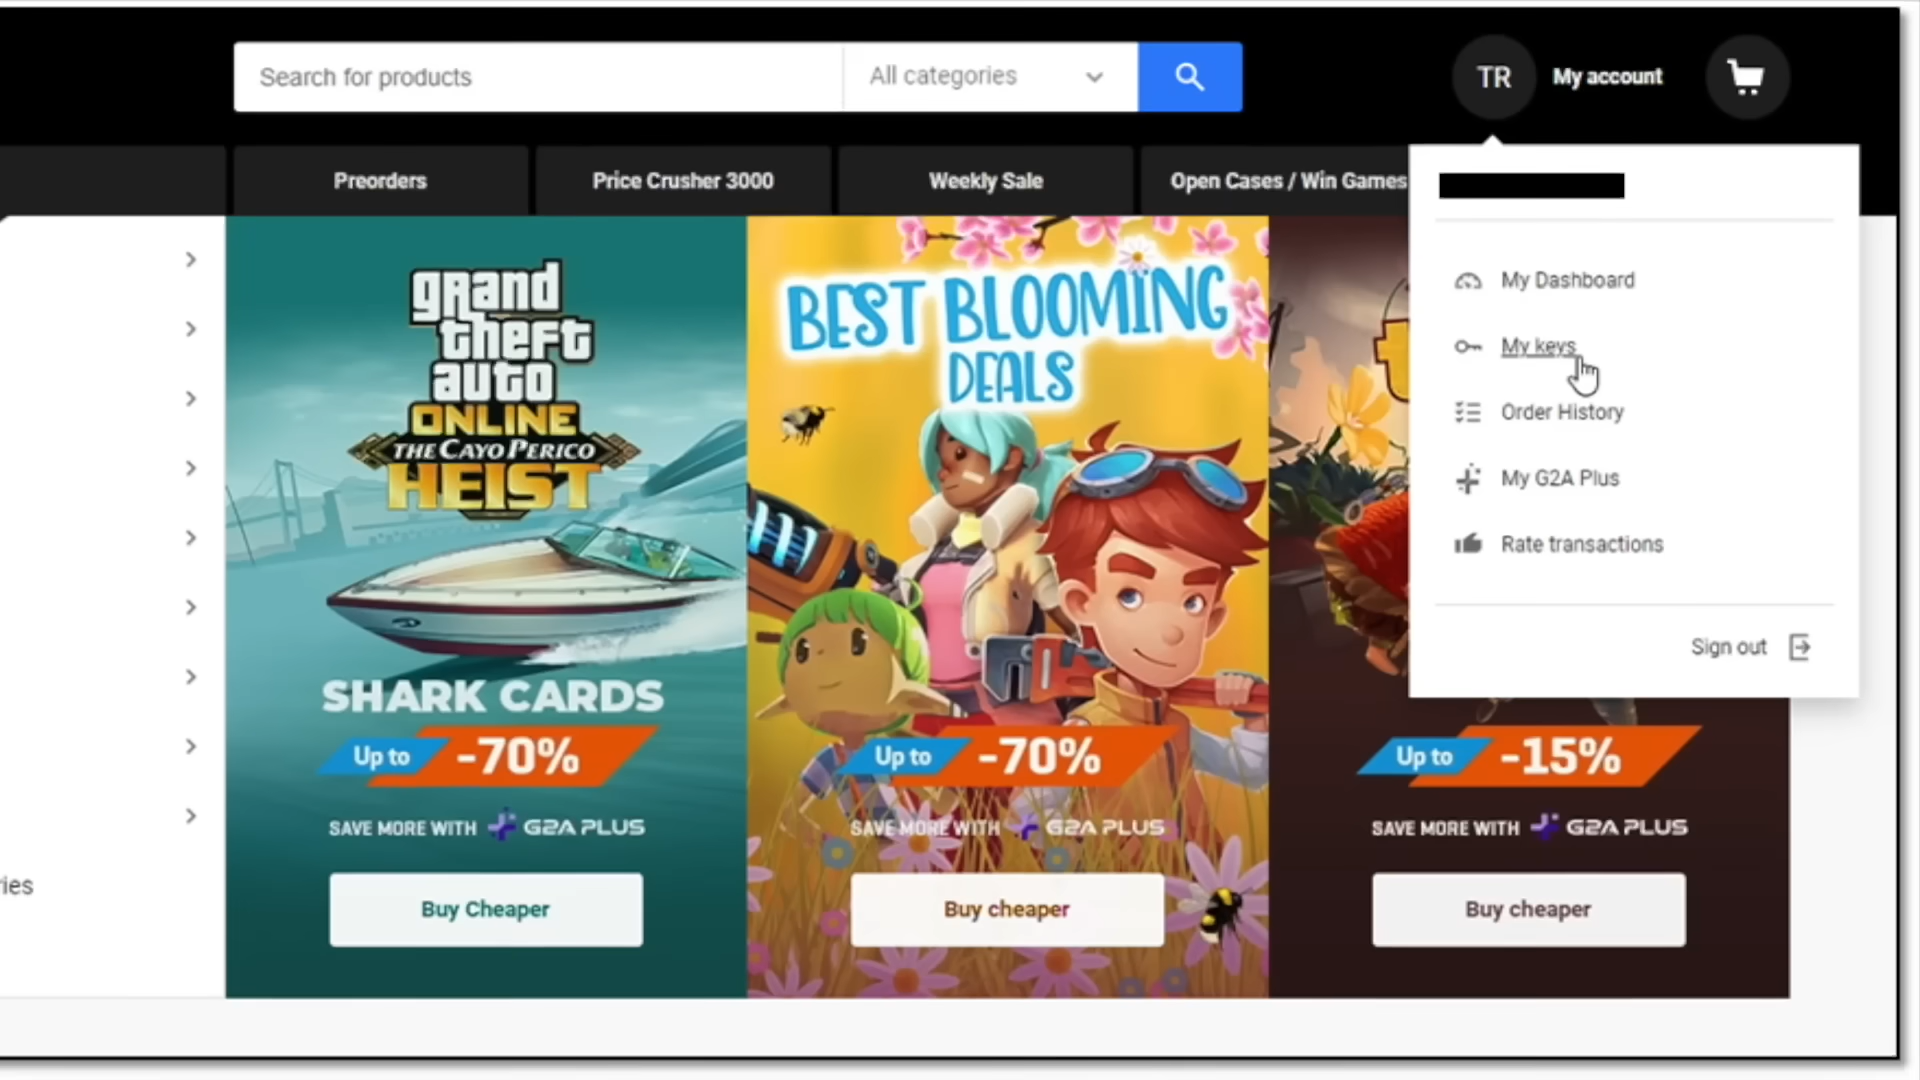 Search for products
All categories
TR
My account
Preorders
Price Crusher 3000
Weekly Sale
Open Cases / Win Games
My Dashboard
My keys
Order History
My G2A Plus
Rate transactions
Sign out
grand
theft
auto
ONLINE
THE CAYO PERICO
HEIST
SHARK CARDS
Up to -70%
SAVE MORE WITH G2A PLUS
Buy Cheaper
BEST BLOOMING
DEALS
Up to -70%
SAVE MORE WITH G2A PLUS
Buy cheaper
Up to -15%
SAVE MORE WITH G2A PLUS
Buy cheaper